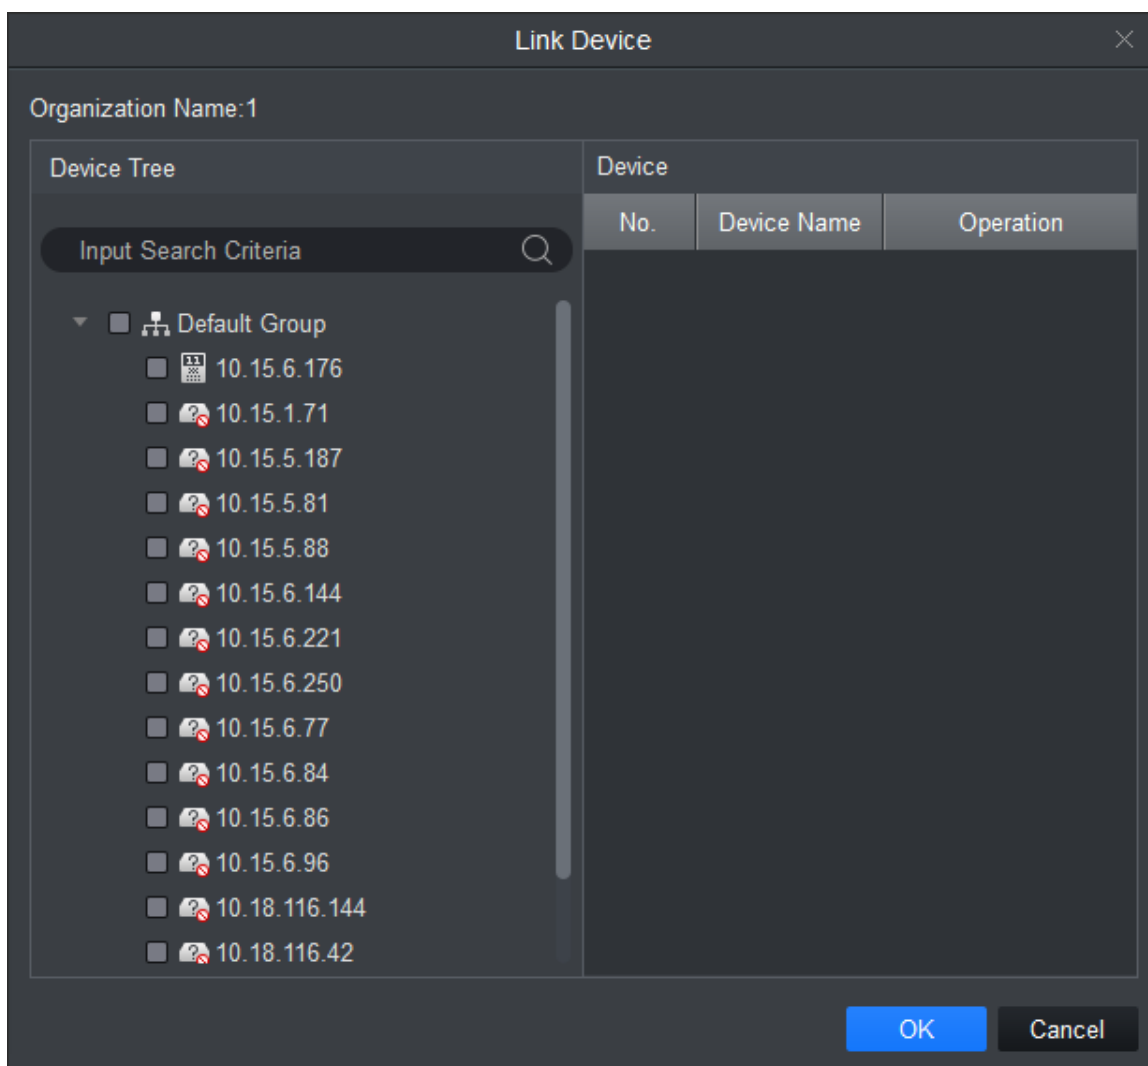 Link Device
Organization Name:1
Device Tree
Input Search Criteria
Default Group
10.15.6.176
10.15.1.71
10.15.5.187
10.15.5.81
10.15.5.88
10.15.6.144
10.15.6.221
10.15.6.250
10.15.6.77
10.15.6.84
10.15.6.86
10.15.6.96
10.18.116.144
10.18.116.42
Device
No. Device Name Operation
OK Cancel